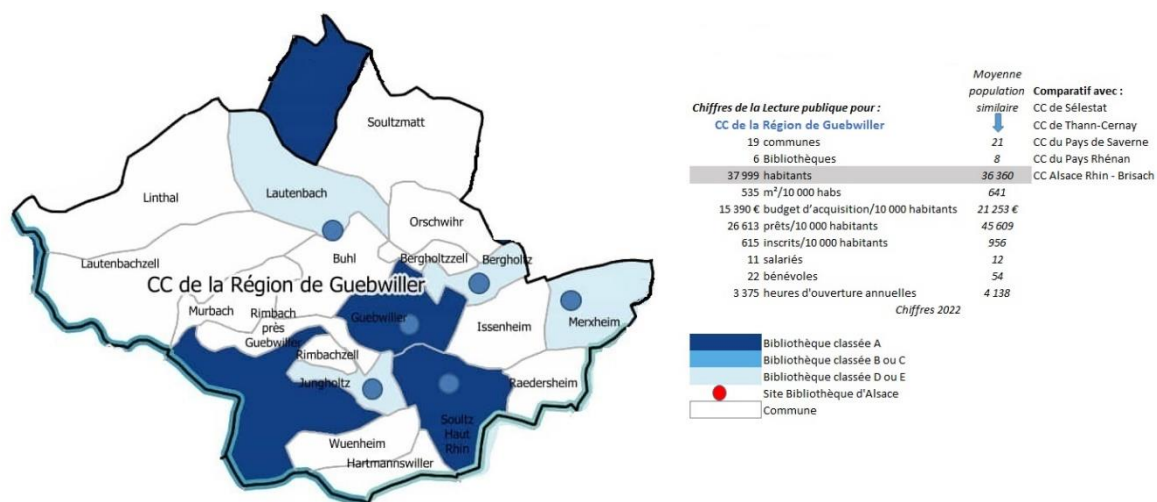 Soultzmatt
Linthal
Lautenbach
Orschwihr
Lautenbachzell
Buhl
Bergholtzzell
Bergholtz
CC de la Région de Guebwiller
Murbach
Rimbach
près
Guebwiller
Guebwiller
Issenheim
Merxheim
Rimbachzell
Jungholtz
Raedersheim
Soultz
Haut
Rhin
Wuenheim
Hartmannswiller
Moyenne
population
similaire
Comparatif avec :
Chiffres de la Lecture publique pour :
CC de Sélestat
CC de la Région de Guebwiller
CC de Thann-Cernay
19 communes 21 CC du Pays de Saverne
6 Bibliothèques 8 CC du Pays Rhénan
37 999 habitants 36 360 CC Alsace Rhin - Brisach
535 m²/10 000 habs 641
15 390 € budget d'acquisition/10 000 habitants 21 253 €
26 613 prêts/10 000 habitants 45 609
615 inscrits/10 000 habitants 956
11 salariés 12
22 bénévoles 54
3 375 heures d'ouverture annuelles 4 138
Chiffres 2022
Bibliothèque classée A
Bibliothèque classée B ou C
Bibliothèque classée D ou E
Site Bibliothèque d'Alsace
Commune